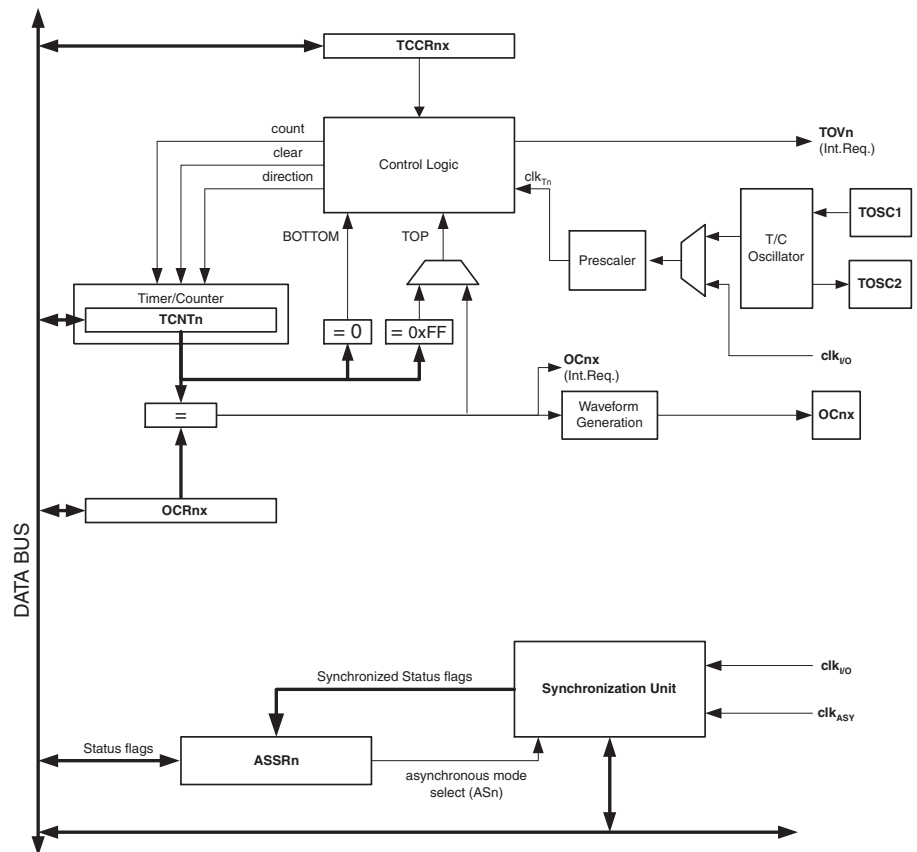 TCCRnx
count
clear
direction
Control Logic
TOVn
(Int.Req.)
clkTn
BOTTOM
TOP
TOSC1
T/C
Oscillator
Prescaler
TOSC2
Timer/Counter
TCNTn
= 0
= 0xFF
clkI/O
OCnx
(Int.Req.)
=
Waveform
Generation
OCnx
OCRnx
DATA BUS
Synchronized Status flags
Synchronization Unit
clkI/O
clkASY
Status flags
ASSRn
asynchronous mode
select (ASn)